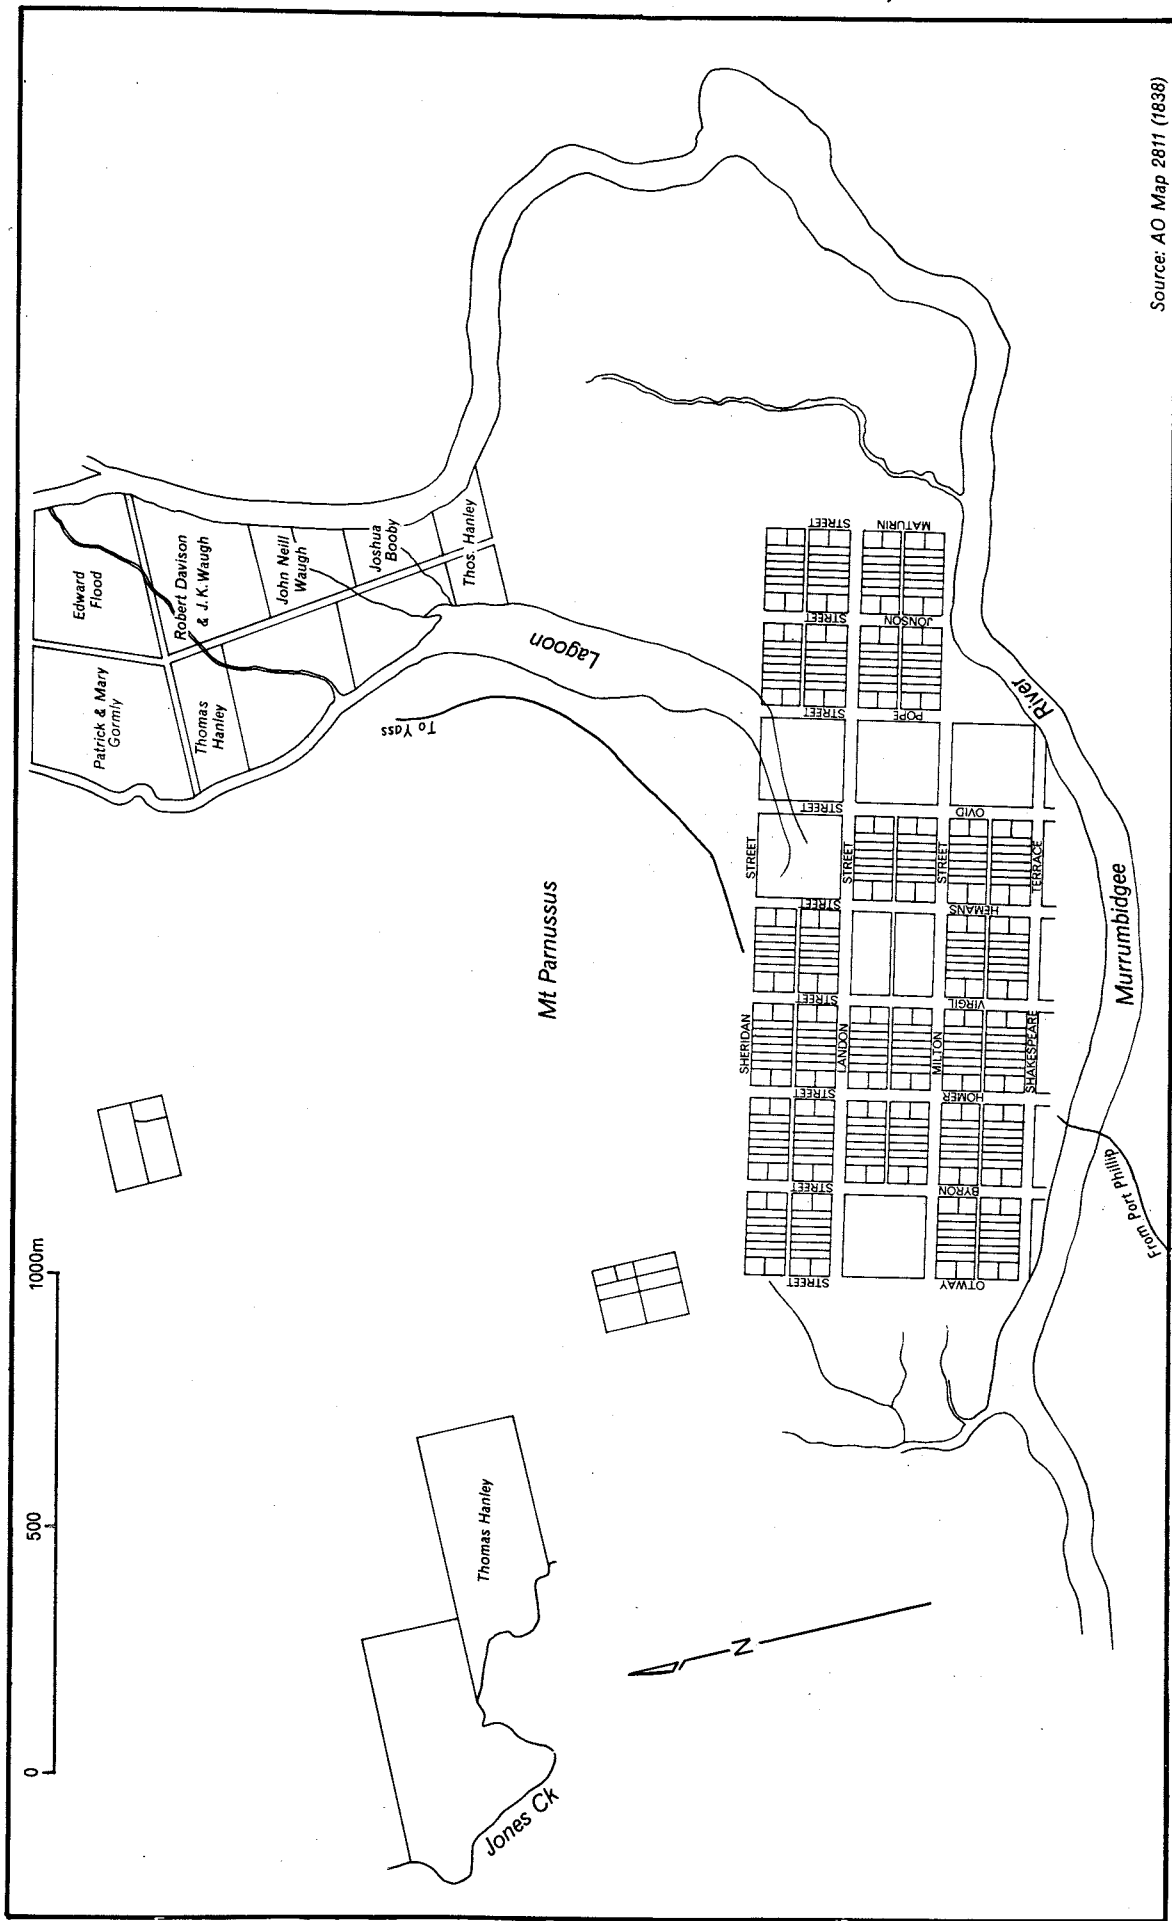 0 500 1000m
Patrick & Mary
Gormly
Edward
Flood
Thomas
Hanley
Robert Davison
& J.K. Waugh
John Neill
Waugh
Joshua
Booby
Thos. Hanley
To Yass
Lagoon
Thomas Hanley
Jones Ck
Mt Parnussus
N
SHERIDAN STREET
LANDON STREET
MILTON STREET
SHAKESPEARE TERRACE
OTWAY STREET
BYRON STREET
HOMER STREET
VIRGIL STREET
HEMANS STREET
OVID STREET
POPE STREET
JONSON STREET
MATURIN STREET
Murrumbidgee River
From Port Phillip
Source: AO Map 2811 (1838)